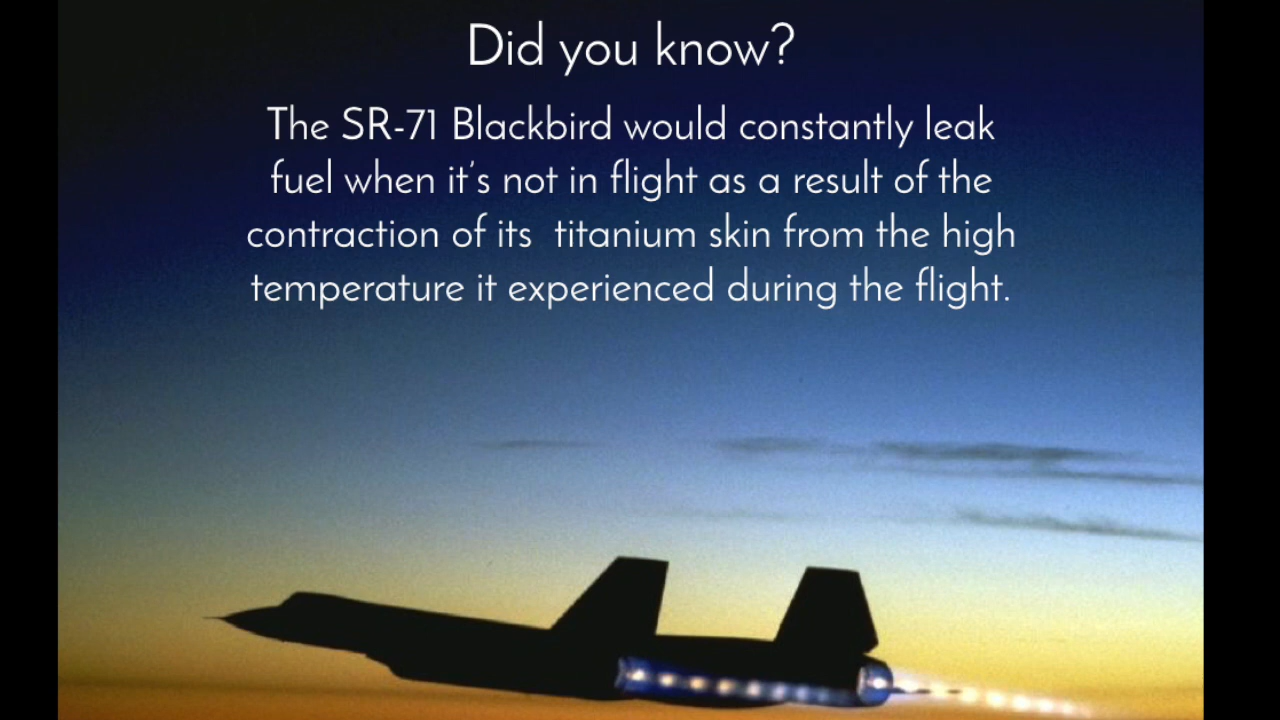 Did you know?
The SR-71 Blackbird would constantly leak
fuel when it's not in flight as a result of the
contraction of its  titanium skin from the high
temperature it experienced during the flight.